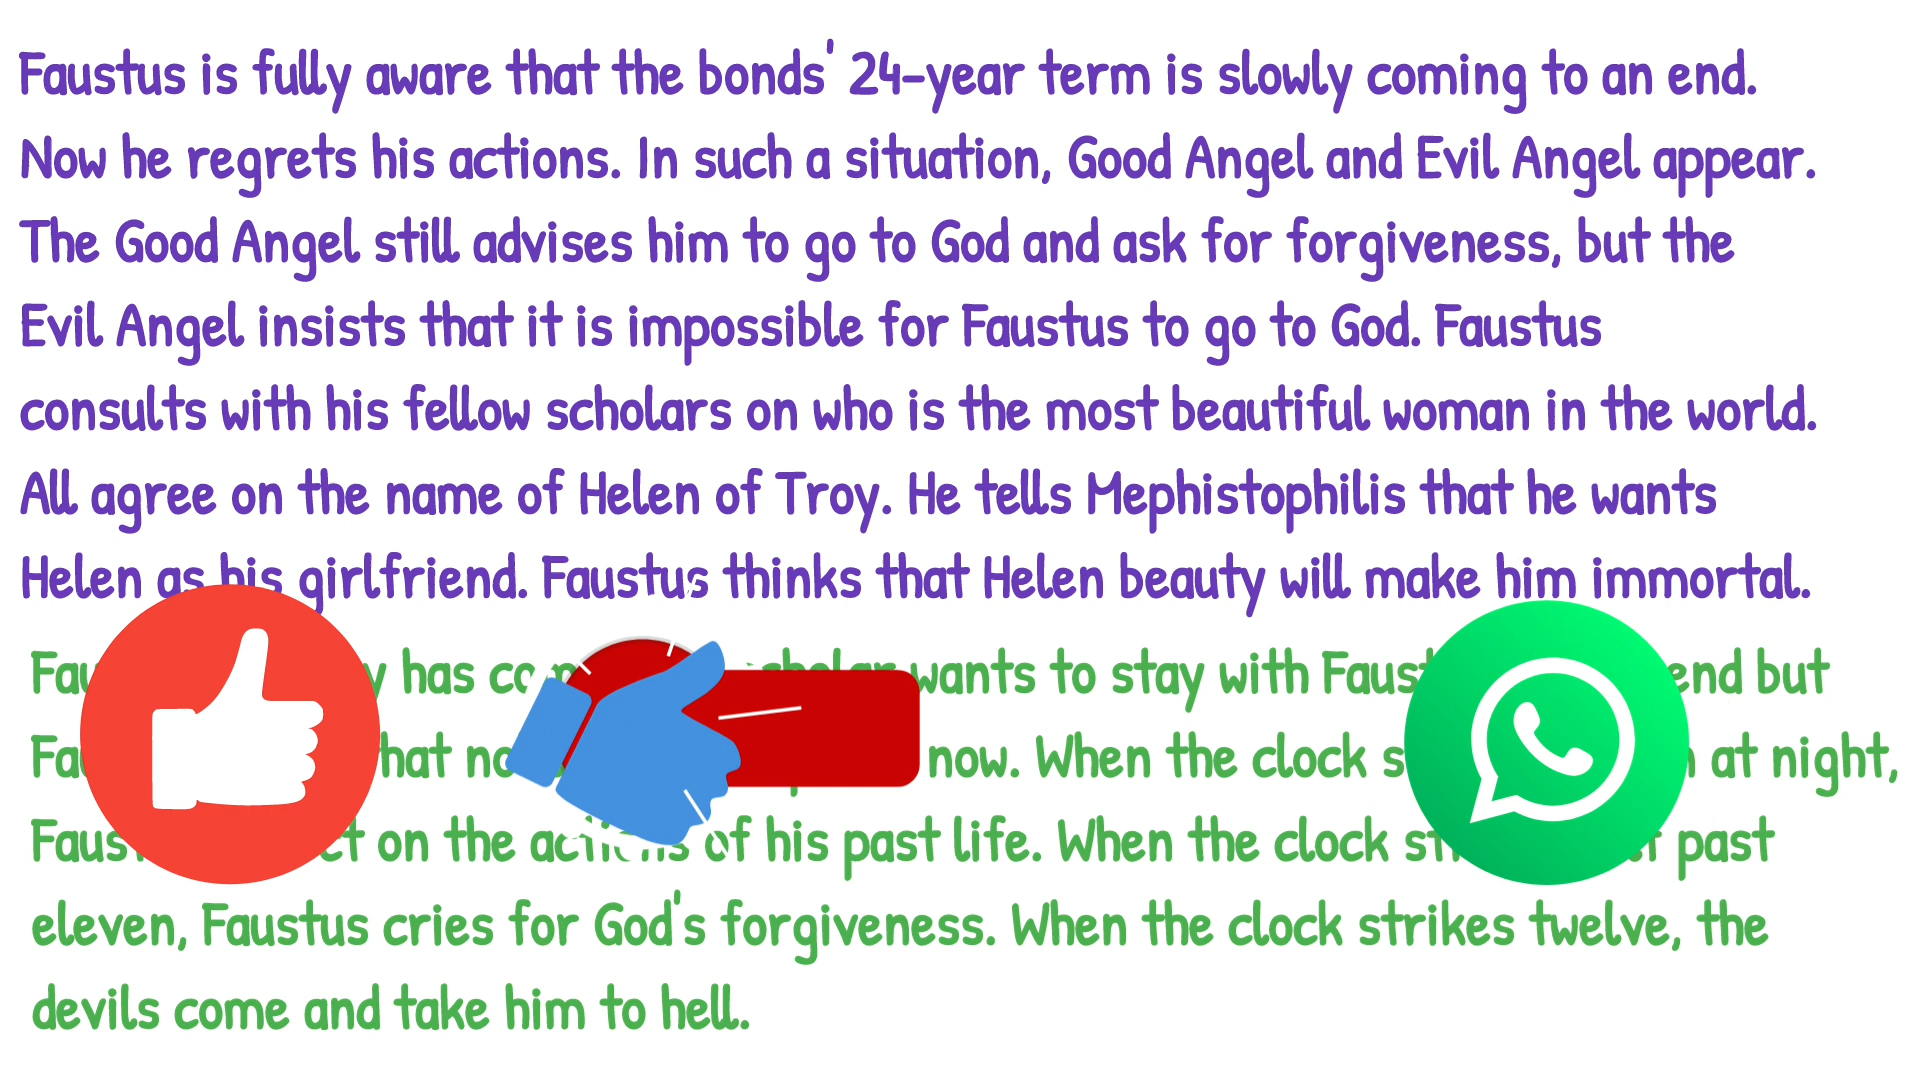 Faustus is fully aware that the bonds' 24-year term is slowly coming to an end.
Now he regrets his actions. In such a situation, Good Angel and Evil Angel appear.
The Good Angel still advises him to go to God and ask for forgiveness, but the
Evil Angel insists that it is impossible for Faustus to go to God. Faustus
consults with his fellow scholars on who is the most beautiful woman in the world.
All agree on the name of Helen of Troy. He tells Mephistophilis that he wants
Helen as his girlfriend. Faustus thinks that Helen beauty will make him immortal.
has wants to stay with but
now. When the clock at night,
on the actions of his past life. When the clock past
eleven, Faustus cries for God's forgiveness. When the clock strikes twelve, the
devils come and take him to hell.